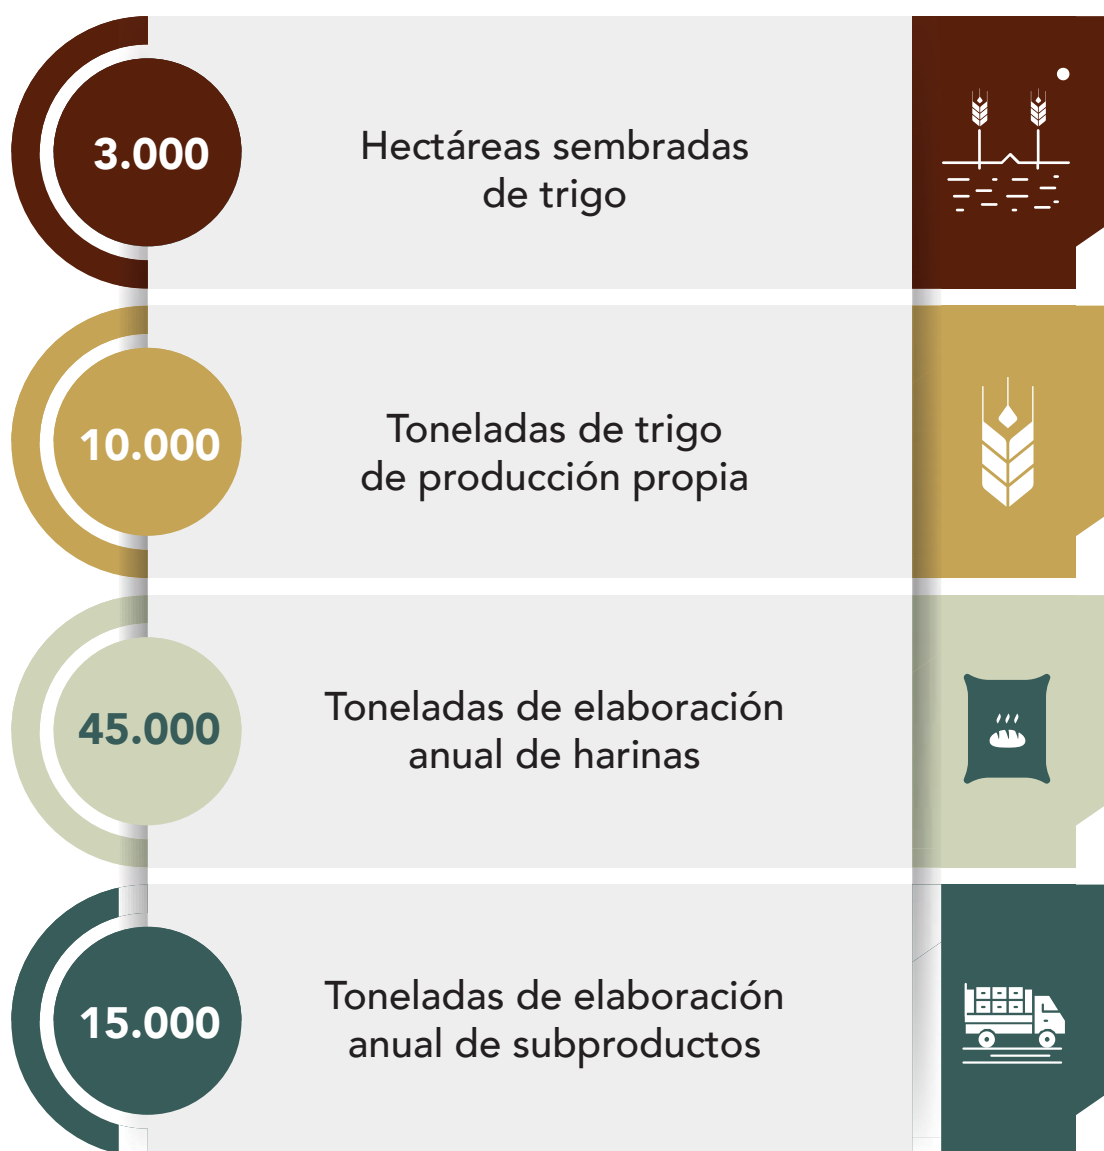 3.000
Hectáreas sembradas
de trigo
10.000
Toneladas de trigo
de producción propia
45.000
Toneladas de elaboración
anual de harinas
15.000
Toneladas de elaboración
anual de subproductos